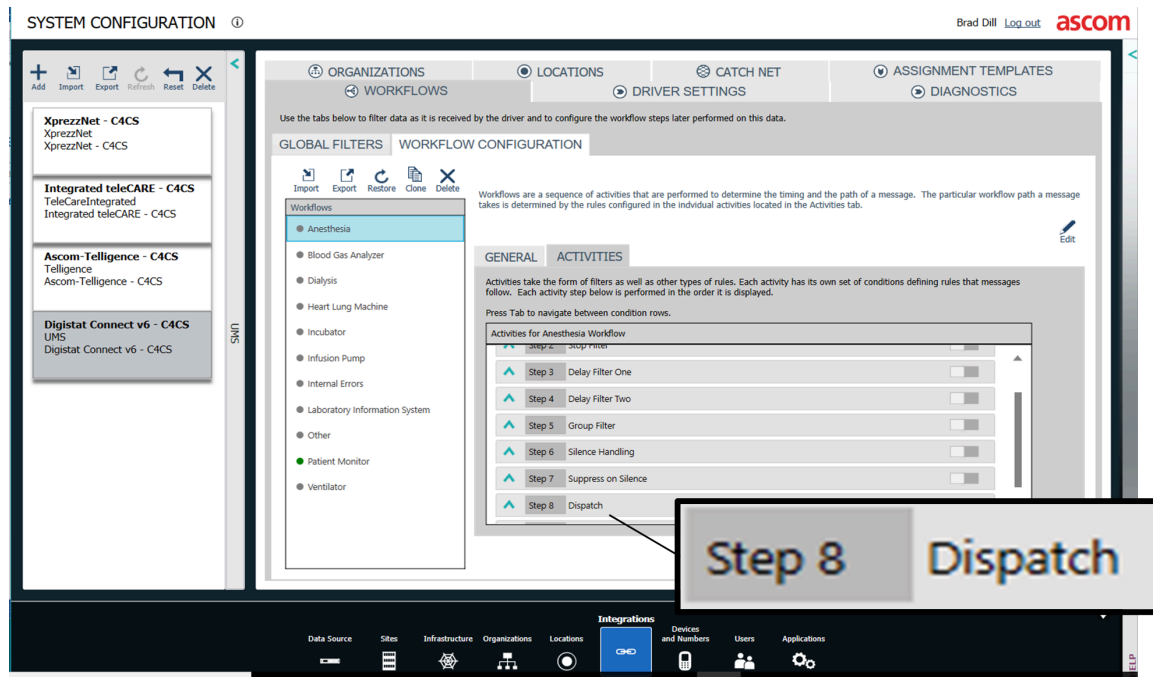 SYSTEM CONFIGURATION
Brad Dill Log out ascom
Add Import Export Refresh Reset Delete
XprezzNet - C4CS
XprezzNet
XprezzNet - C4CS
Integrated teleCARE - C4CS
TeleCareIntegrated
Integrated teleCARE - C4CS
Ascom-Telligence - C4CS
Telligence
Ascom-Telligence - C4CS
Digistat Connect v6 - C4CS
UMS
Digistat Connect v6 - C4CS
UMS
ORGANIZATIONS LOCATIONS CATCH NET ASSIGNMENT TEMPLATES
WORKFLOWS DRIVER SETTINGS DIAGNOSTICS
Use the tabs below to filter data as it is received by the driver and to configure the workflow steps later performed on this data.
GLOBAL FILTERS WORKFLOW CONFIGURATION
Import Export Restore Clone Delete
Workflows are a sequence of activities that are performed to determine the timing and the path of a message. The particular workflow path a message
takes is determined by the rules configured in the individual activities located in the Activities tab.
Edit
Workflows
Anesthesia
Blood Gas Analyzer
Dialysis
Heart Lung Machine
Incubator
Infusion Pump
Internal Errors
Laboratory Information System
Other
Patient Monitor
Ventilator
GENERAL ACTIVITIES
Activities take the form of filters as well as other types of rules. Each activity has its own set of conditions defining rules that messages
follow. Each activity step below is performed in the order it is displayed.
Press Tab to navigate between condition rows.
Activities for Anesthesia Workflow
Step 2 Stop Filter
Step 3 Delay Filter One
Step 4 Delay Filter Two
Step 5 Group Filter
Step 6 Silence Handling
Step 7 Suppress on Silence
Step 8 Dispatch
Step 8 Dispatch
Data Source Sites Infrastructure Organizations Locations Integrations Devices and Numbers Users Applications